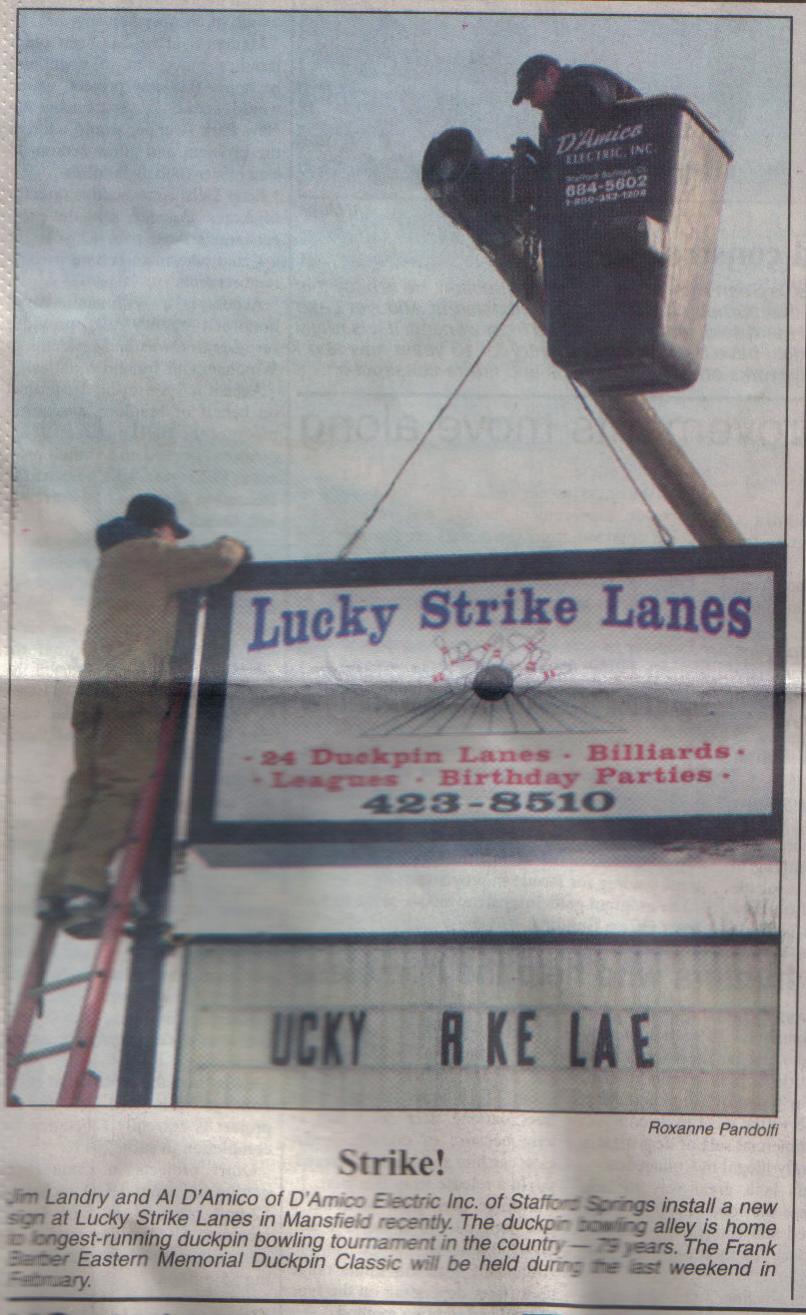 D'Amico
ELECTRIC, INC.
Stafford Springs, Ct.
684-5602
Lucky Strike Lanes
· 24 Duckpin Lanes · Billiards ·
· Leagues · Birthday Parties ·
423-8510
UCKY R KE LA E
Roxanne Pandolfi
Strike!
Jim Landry and Al D'Amico of D'Amico Electric Inc. of Stafford Springs install a new
sign at Lucky Strike Lanes in Mansfield recently. The duckpin bowling alley is home
to longest-running duckpin bowling tournament in the country — 79 years. The Frank
Barber Eastern Memorial Duckpin Classic will be held during the last weekend in
February.